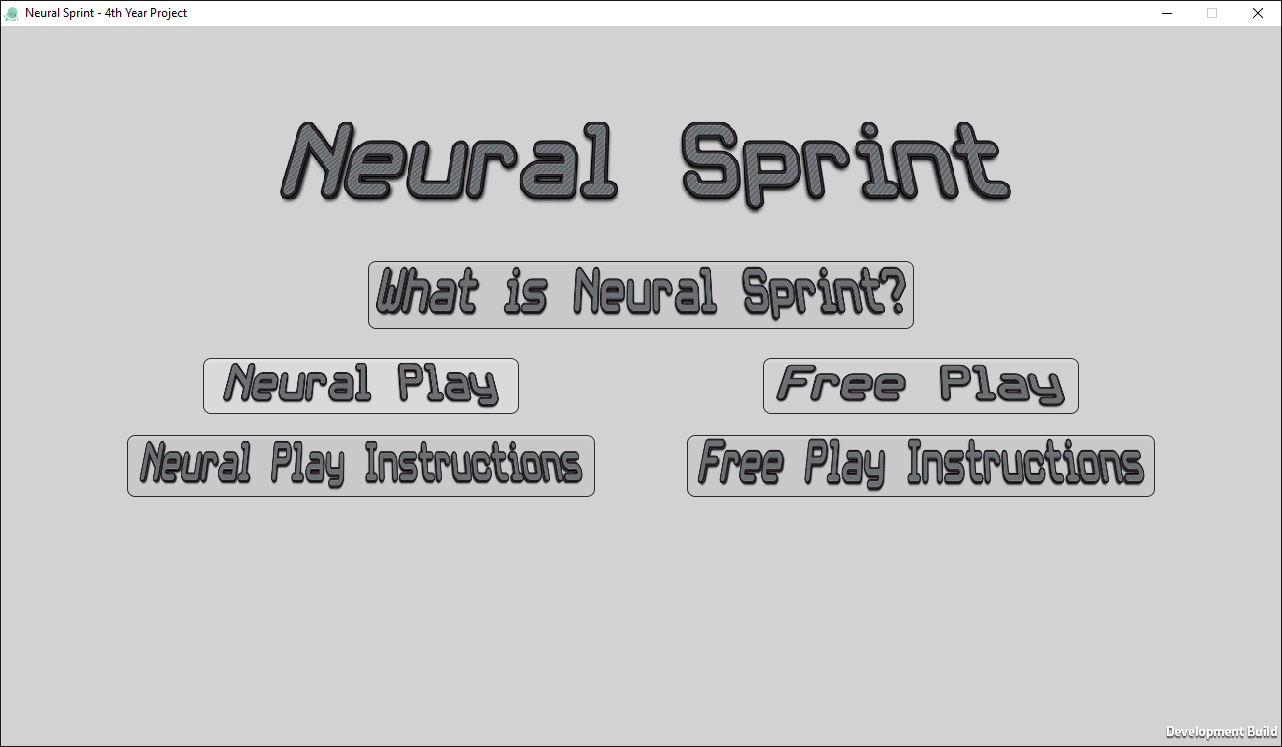 Neural Sprint - 4th Year Project
Neural Sprint
What is Neural Sprint?
Neural Play
Free Play
Neural Play Instructions
Free Play Instructions
Development Build